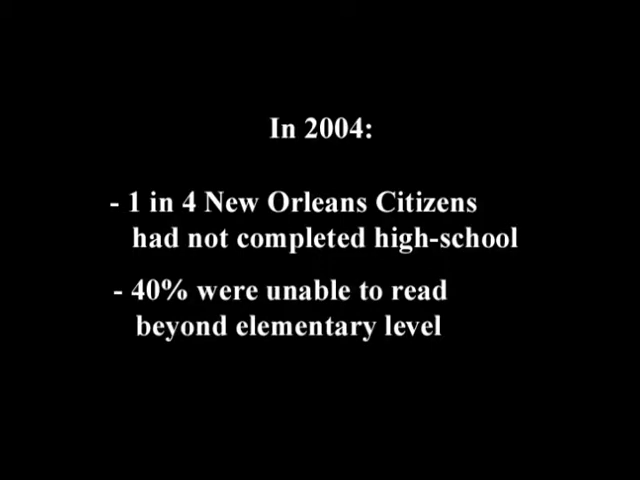 In 2004:
- 1 in 4 New Orleans Citizens
had not completed high-school
- 40% were unable to read
beyond elementary level